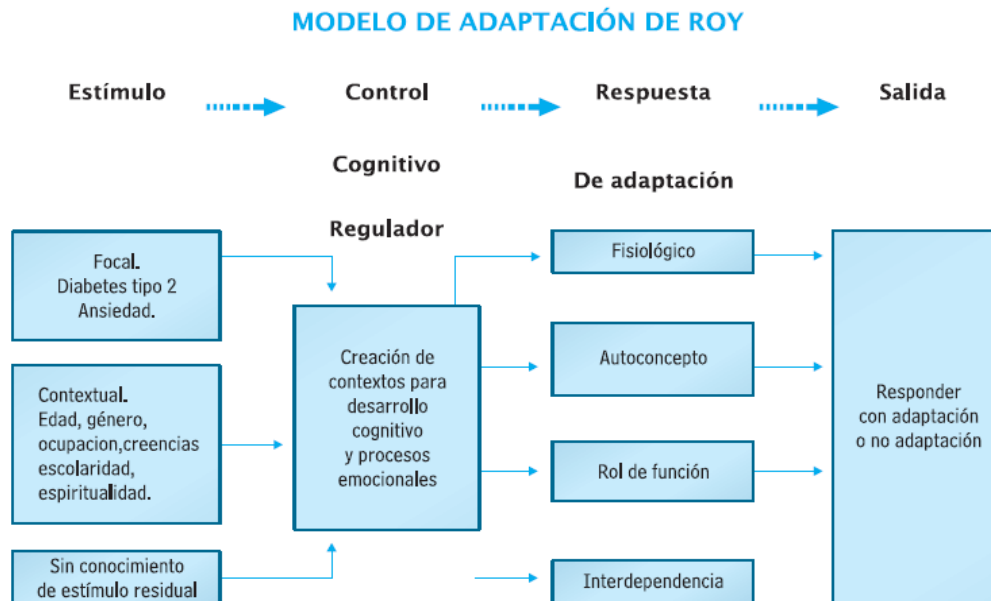 MODELO DE ADAPTACIÓN DE ROY
Estímulo
Control
Respuesta
Salida
Cognitivo
Regulador
De adaptación
Focal.
Diabetes tipo 2
Ansiedad.
Contextual.
Edad, género,
ocupacion,creencias
escolaridad,
espiritualidad.
Sin conocimiento
de estímulo residual
Creación de
contextos para
desarrollo
cognitivo
y procesos
emocionales
Fisiológico
Autoconcepto
Rol de función
Interdependencia
Responder
con adaptación
o no adaptación